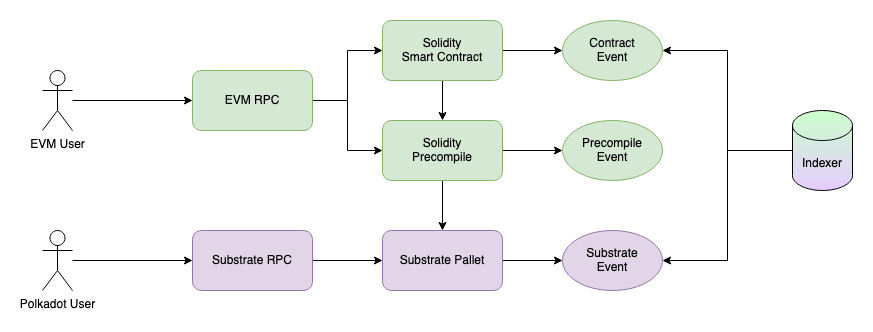 Solidity
Smart Contract
Contract
Event
EVM RPC
EVM User
Solidity
Precompile
Precompile
Event
Indexer
Substrate RPC
Substrate Pallet
Substrate
Event
Polkadot User